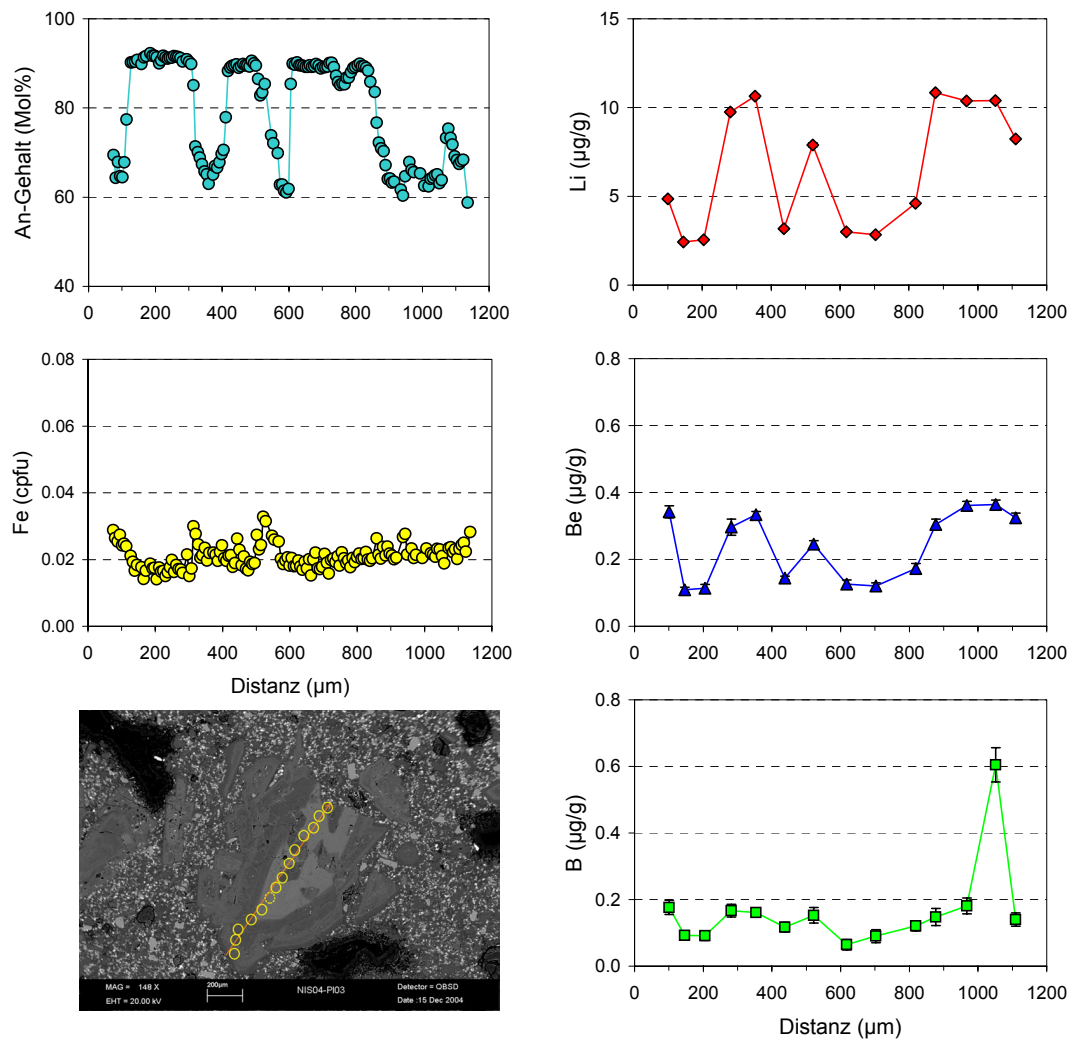 An-Gehalt (Mol%)
100
80
60
40
0 200 400 600 800 1000 1200
Li (µg/g)
15
10
5
0
0 200 400 600 800 1000 1200
Fe (cpfu)
0.08
0.06
0.04
0.02
0.00
0 200 400 600 800 1000 1200
Distanz (µm)
Be (µg/g)
0.8
0.6
0.4
0.2
0.0
0 200 400 600 800 1000 1200
MAG = 148 X
EHT = 20.00 kV
200µm
NIS04-Pl03
Detector = QBSD
Date :15 Dec 2004
B (µg/g)
0.8
0.6
0.4
0.2
0.0
0 200 400 600 800 1000 1200
Distanz (µm)